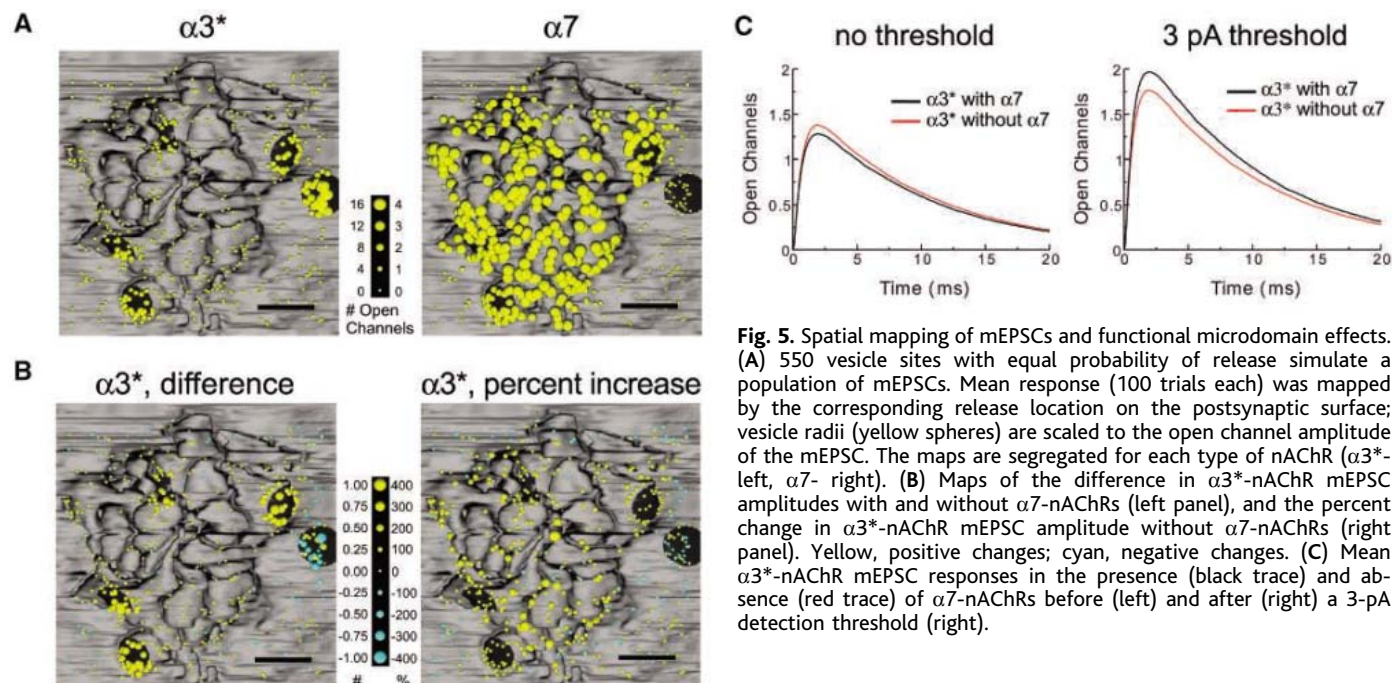 A
α3*
α7
16 4
12 3
8 2
4 1
0 0
# Open
Channels
B
α3*, difference
α3*, percent increase
1.00 400
0.75 300
0.50 200
0.25 100
0.00 0
-0.25 -100
-0.50 -200
-0.75 -300
-1.00 -400
# %
C
no threshold
3 pA threshold
Open Channels
2
1.5
1
0.5
0
α3* with α7
α3* without α7
0 5 10 15 20
Time (ms)
Open Channels
2
1.5
1
0.5
0
α3* with α7
α3* without α7
0 5 10 15 20
Time (ms)
Fig. 5. Spatial mapping of mEPSCs and functional microdomain effects.
(A) 550 vesicle sites with equal probability of release simulate a
population of mEPSCs. Mean response (100 trials each) was mapped
by the corresponding release location on the postsynaptic surface;
vesicle radii (yellow spheres) are scaled to the open channel amplitude
of the mEPSC. The maps are segregated for each type of nAChR (α3*-
left, α7- right). (B) Maps of the difference in α3*-nAChR mEPSC
amplitudes with and without α7-nAChRs (left panel), and the percent
change in α3*-nAChR mEPSC amplitude without α7-nAChRs (right
panel). Yellow, positive changes; cyan, negative changes. (C) Mean
α3*-nAChR mEPSC responses in the presence (black trace) and ab-
sence (red trace) of α7-nAChRs before (left) and after (right) a 3-pA
detection threshold (right).